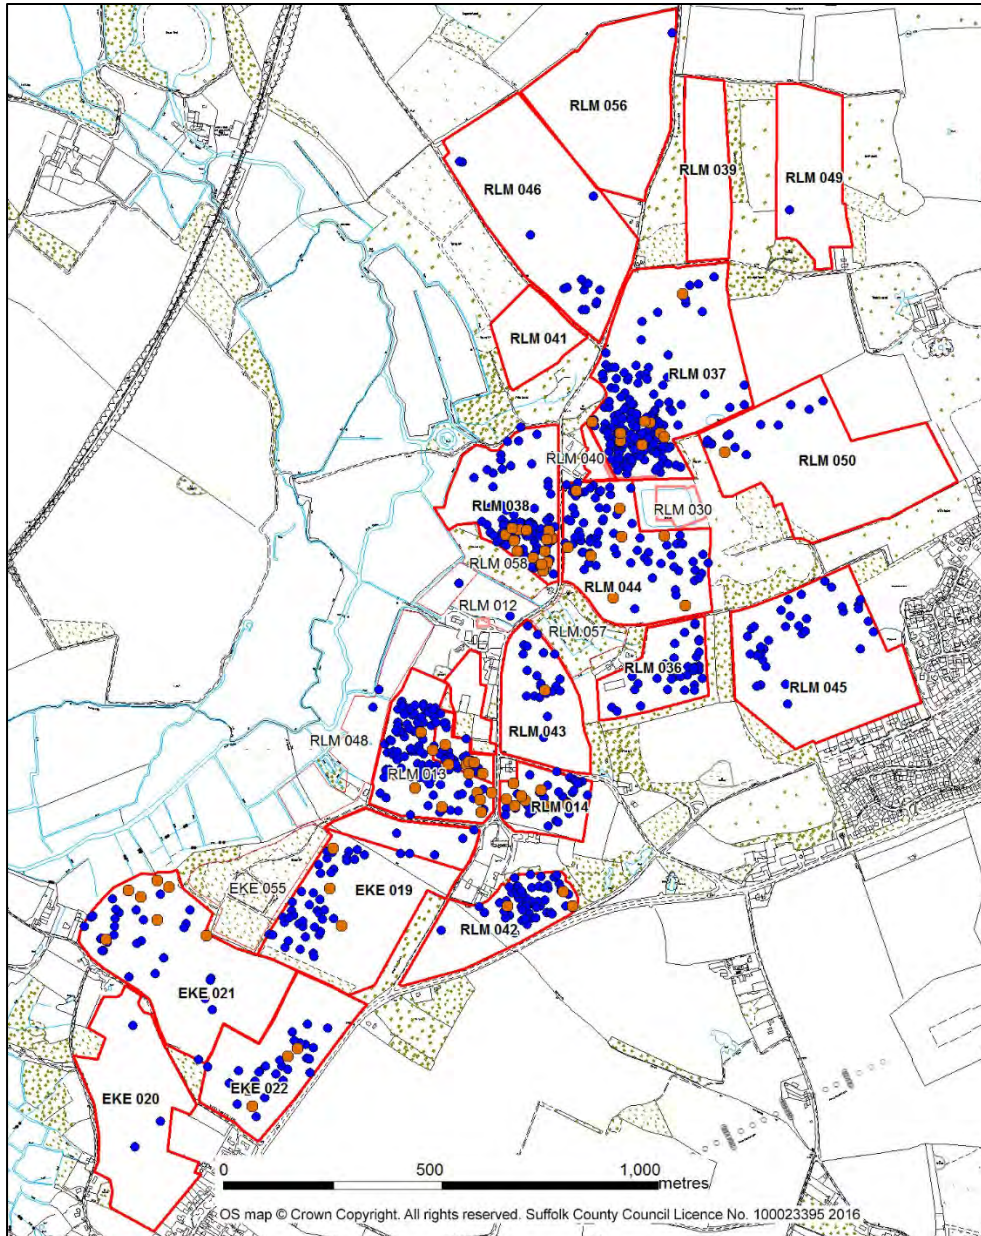 RLM 056
RLM 046
RLM 039
RLM 049
RLM 041
RLM 037
RLM 050
RLM 040
RLM 030
RLM 038
RLM 058
RLM 044
RLM 012
RLM 057
RLM 036
RLM 045
RLM 043
RLM 048
RLM 013
RLM 014
EKE 055
EKE 019
RLM 042
EKE 021
EKE 022
EKE 020
0 500 1,000
metres
OS map © Crown Copyright. All rights reserved. Suffolk County Council Licence No. 100023395 2016